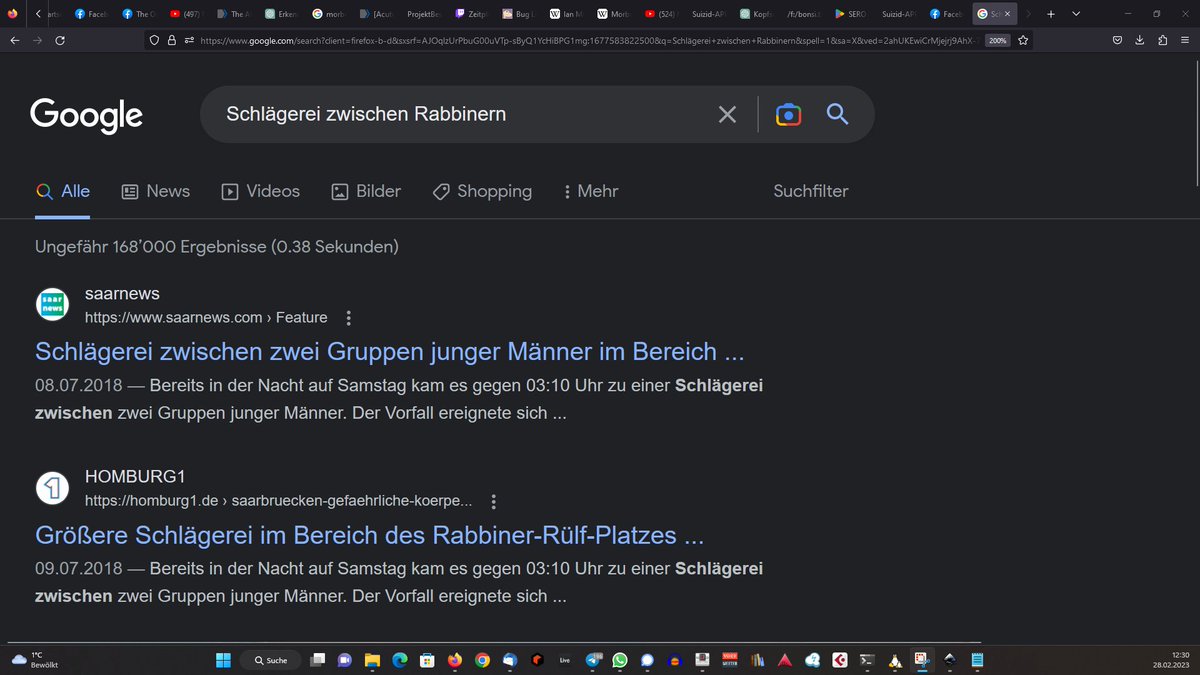 Faceb
The O
(497)
The A
Erken
morb
[Acut
ProjektBes
Zeitpl
Bug I
Ian M
Morb
(524)
Suizid-API
Kopfs
/f:/bonsi.
SERO
Suizid-API
Faceb
https://www.google.com/search?client=firefox-b-d&sxsrf=AJOqlzUrPbuG00uVTp-sByQ1YcHiBPG1mg:1677583822500&q=Schlägerei+zwischen+Rabbinern&spell=1&sa=X&ved=2ahUKEwiCrMjejrj9AhX-
200%
Google
Schlägerei zwischen Rabbinern
Alle
News
Videos
Bilder
Shopping
Mehr
Suchfilter
Ungefähr 168’000 Ergebnisse (0.38 Sekunden)
saar
news
saarnews
https://www.saarnews.com › Feature
Schlägerei zwischen zwei Gruppen junger Männer im Bereich ...
08.07.2018 — Bereits in der Nacht auf Samstag kam es gegen 03:10 Uhr zu einer Schlägerei
zwischen zwei Gruppen junger Männer. Der Vorfall ereignete sich ...
HOMBURG1
https://homburg1.de › saarbruecken-gefaehrliche-koerpe...
Größere Schlägerei im Bereich des Rabbiner-Rülf-Platzes ...
09.07.2018 — Bereits in der Nacht auf Samstag kam es gegen 03:10 Uhr zu einer Schlägerei
zwischen zwei Gruppen junger Männer. Der Vorfall ereignete sich ...
1°C
Bewölkt
Suche
Live
12:30
28.02.2023